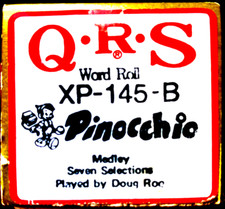 Q·R·S®
Word Roll
XP-145-B
Pinocchio
Medley
Seven Selections
Played by Doug Roe